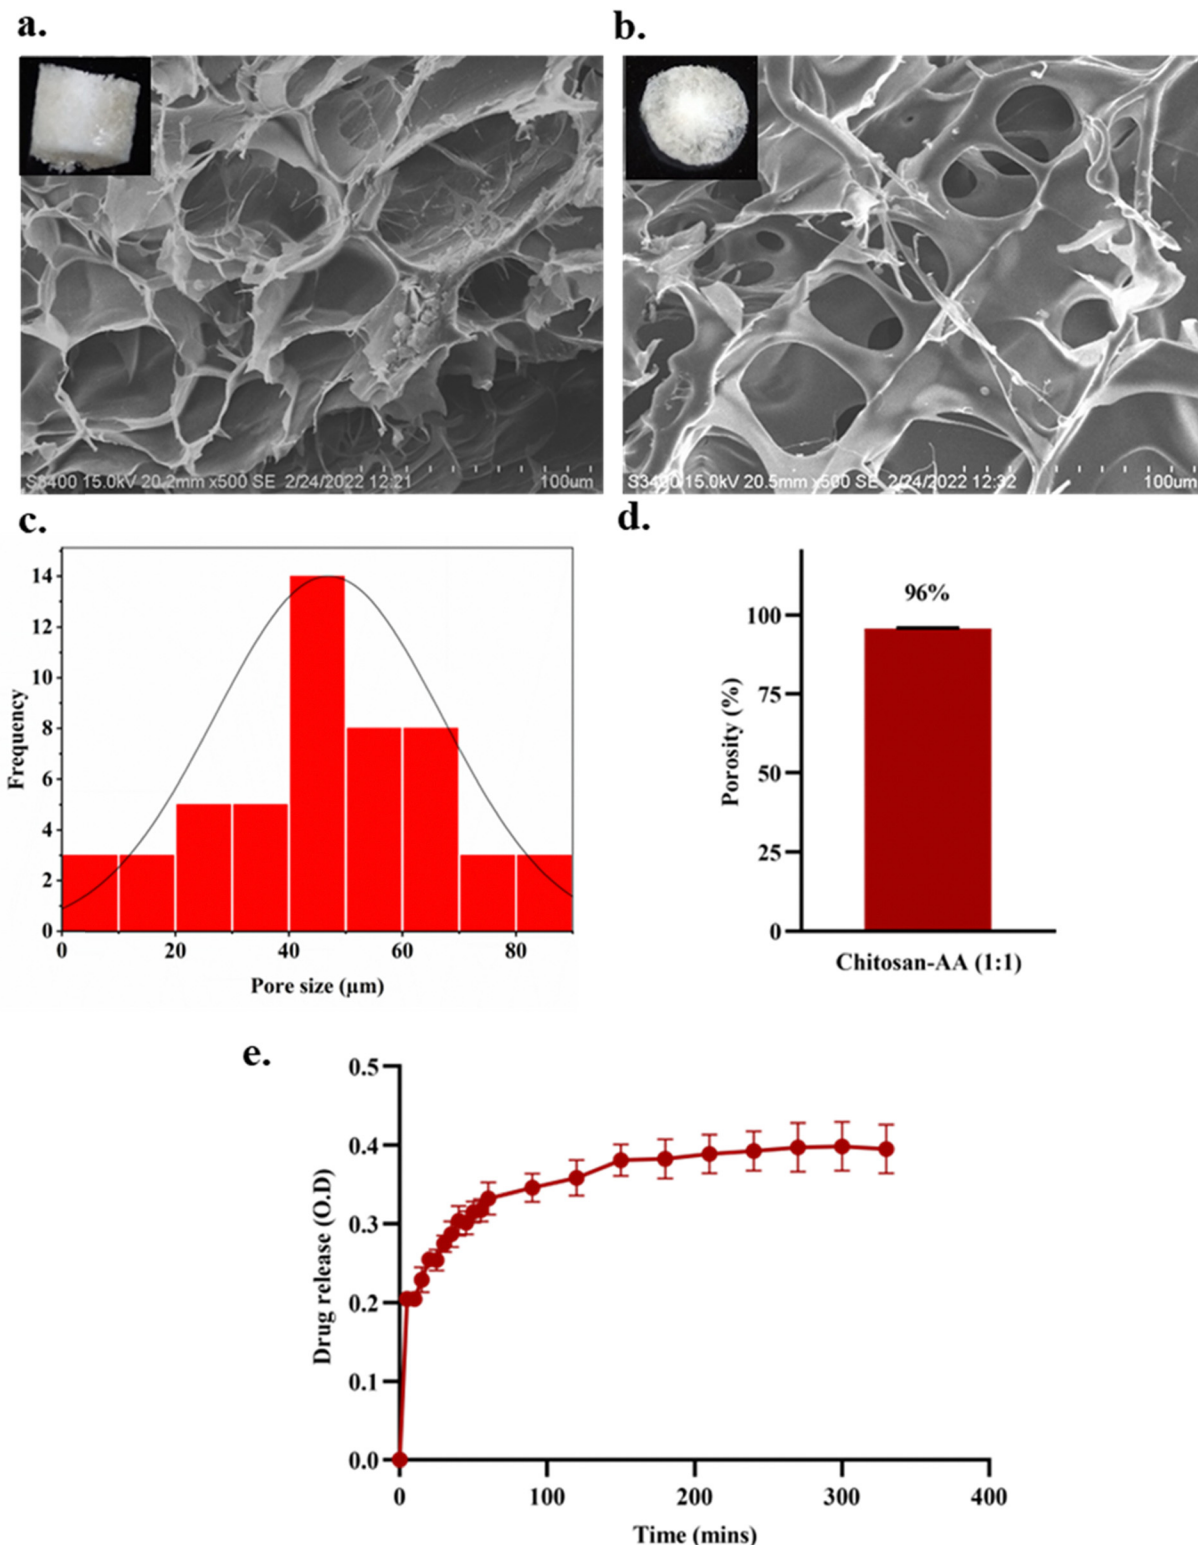 a.
b.
S3400 15.0kV 20.2mm x500 SE 2/24/2022 12:21
100um
S3400 15.0kV 20.5mm x500 SE 2/24/2022 12:32
100um
c.
d.
14
12
10
8
6
4
2
0
0 20 40 60 80
Frequency
Pore size (μm)
96%
100
75
50
25
0
Porosity (%)
Chitosan-AA (1:1)
e.
0.5
0.4
0.3
0.2
0.1
0.0
0 100 200 300 400
Drug release (O.D)
Time (mins)